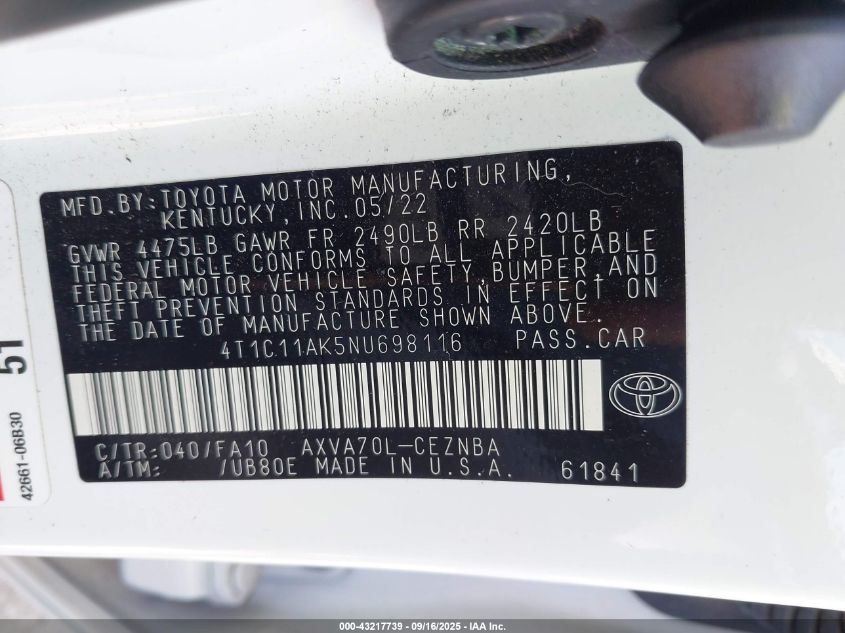 MFD.BY:TOYOTA MOTOR MANUFACTURING,
KENTUCKY,INC.05/22
GVWR 4475LB GAWR FR 2490LB RR 2420LB
THIS VEHICLE CONFORMS TO ALL APPLICABLE
FEDERAL MOTOR VEHICLE SAFETY,BUMPER,AND
THEFT PREVENTION STANDARDS IN EFFECT ON
THE DATE OF MANUFACTURE SHOWN ABOVE.
4T1C11AK5NU698116 PASS.CAR
C/TR:040/FA10 AXVA70L-CEZNBA
A/TM: /UB80E MADE IN U.S.A. 61841
51
42661-06B30
000-43217739 - 09/16/2025 - IAA Inc.